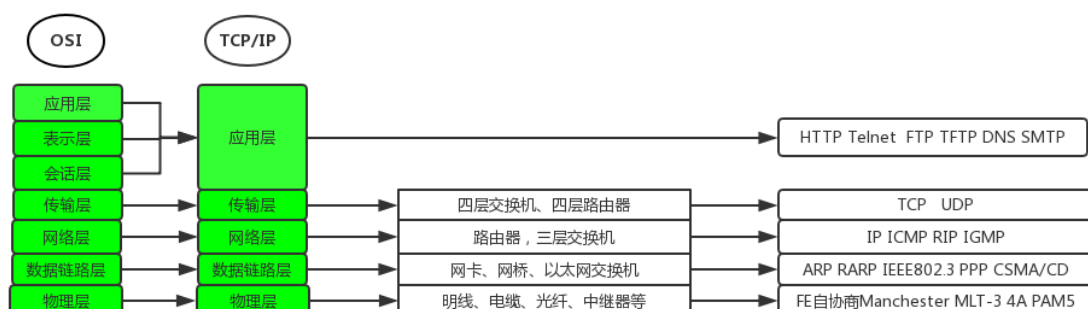 OSI TCP/IP
应用层
表示层
会话层
应用层
HTTP Telnet FTP TFTP DNS SMTP
传输层 传输层 四层交换机、四层路由器 TCP UDP
网络层 网络层 路由器，三层交换机 IP ICMP RIP IGMP
数据链路层 数据链路层 网卡、网桥、以太网交换机 ARP RARP IEEE802.3 PPP CSMA/CD
物理层 物理层 明线、电缆、光纤、中继器等 FE自协商Manchester MLT-3 4A PAM5